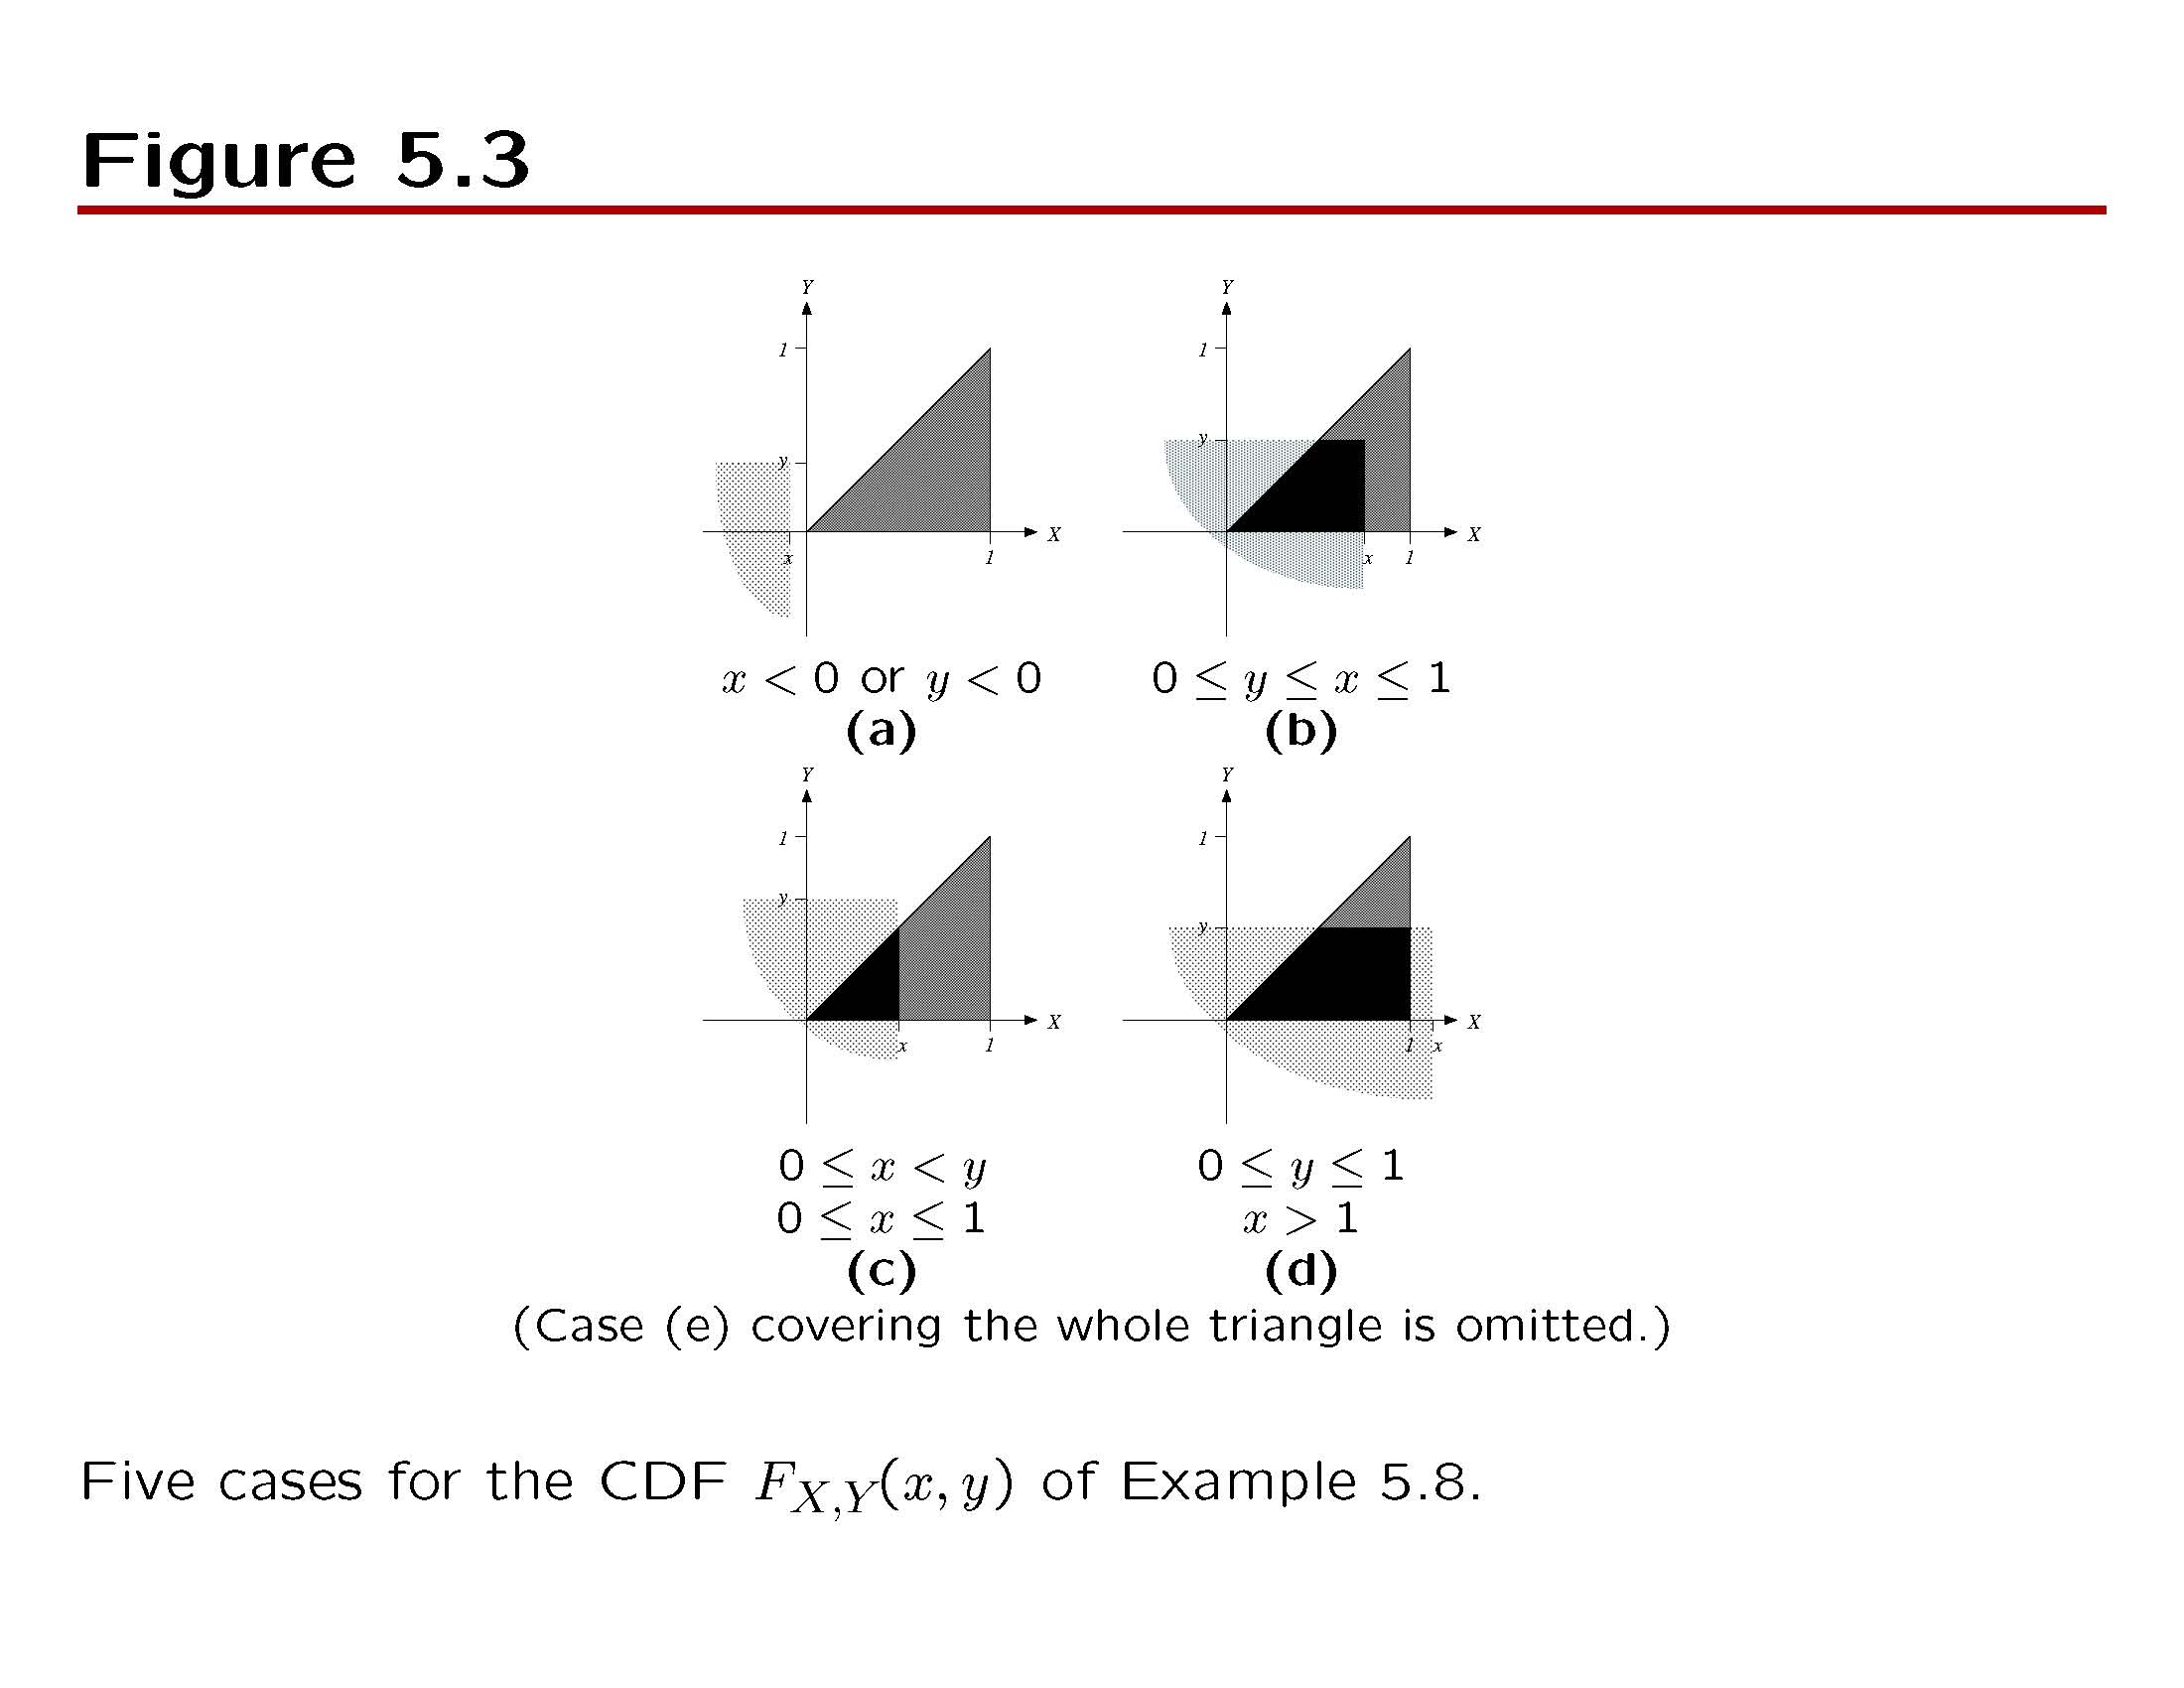 Figure 5.3
Y
1
y
x
1
X
Y
1
y
x
1
X
x < 0 or y < 0
(a)
0 ≤ y ≤ x ≤ 1
(b)
Y
1
y
x
1
X
Y
1
y
1
x
X
0 ≤ x < y
0 ≤ x ≤ 1
(c)
0 ≤ y ≤ 1
x > 1
(d)
(Case (e) covering the whole triangle is omitted.)
Five cases for the CDF F_{X,Y}(x, y) of Example 5.8.